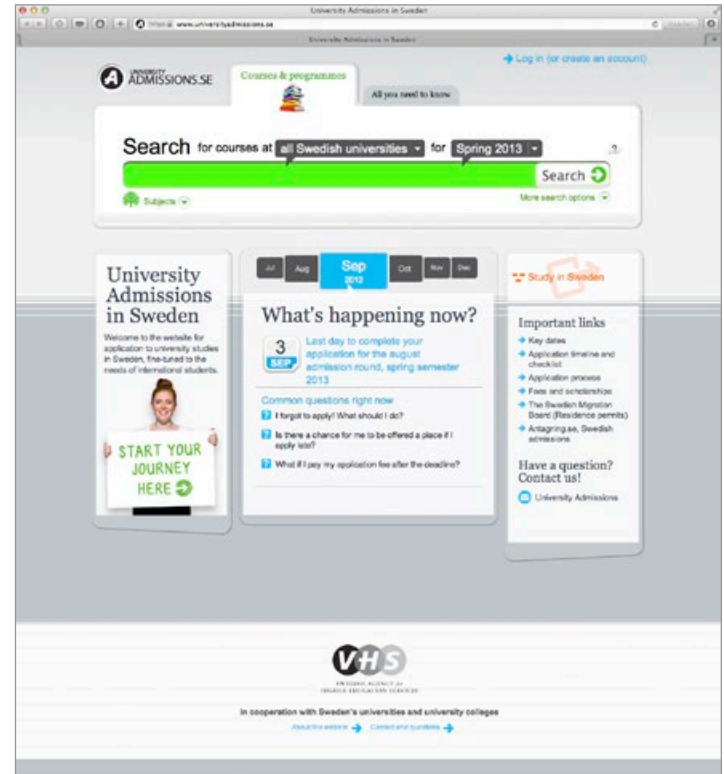 University Admissions in Sweden
www.universityadmissions.se
University Admissions in Sweden
Log in (or create an account)
UNIVERSITY
ADMISSIONS.SE
Courses & programmes
All you need to know
Search for courses at all Swedish universities for Spring 2013
Search
Subjects
More search options
University
Admissions
in Sweden
Welcome to the website for
application to university studies
in Sweden, fine-tuned to the
needs of international students.
START YOUR
JOURNEY
HERE
Jul Aug Sep 2012 Oct Nov Dec
What's happening now?
3
SEP
Last day to complete your
application for the august
admission round, spring semester
2013
Common questions right now
I forgot to apply! What should I do?
Is there a chance for me to be offered a place if I
apply late?
What if I pay my application fee after the deadline?
Study in Sweden
Important links
Key dates
Application timeline and
checklist
Application process
Fees and scholarships
The Swedish Migration
Board (Residence permits)
Antagning.se, Swedish
admissions
Have a question?
Contact us!
University Admissions
VHS
SWEDISH AGENCY for
HIGHER EDUCATION SERVICES
In cooperation with Sweden's universities and university colleges
About this website
Contact and questions